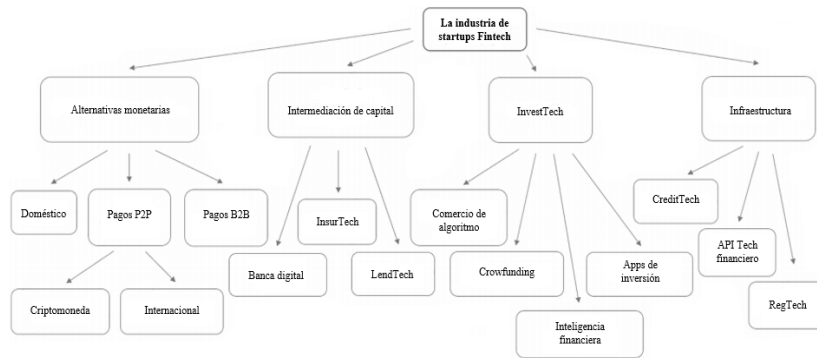 La industria de
startups Fintech
Alternativas monetarias
Intermediación de capital
InvestTech
Infraestructura
Doméstico
Pagos P2P
Pagos B2B
InsurTech
Comercio de
algoritmo
CreditTech
Banca digital
LendTech
Crowfunding
Apps de
inversión
API Tech
financiero
Criptomoneda
Internacional
Inteligencia
financiera
RegTech